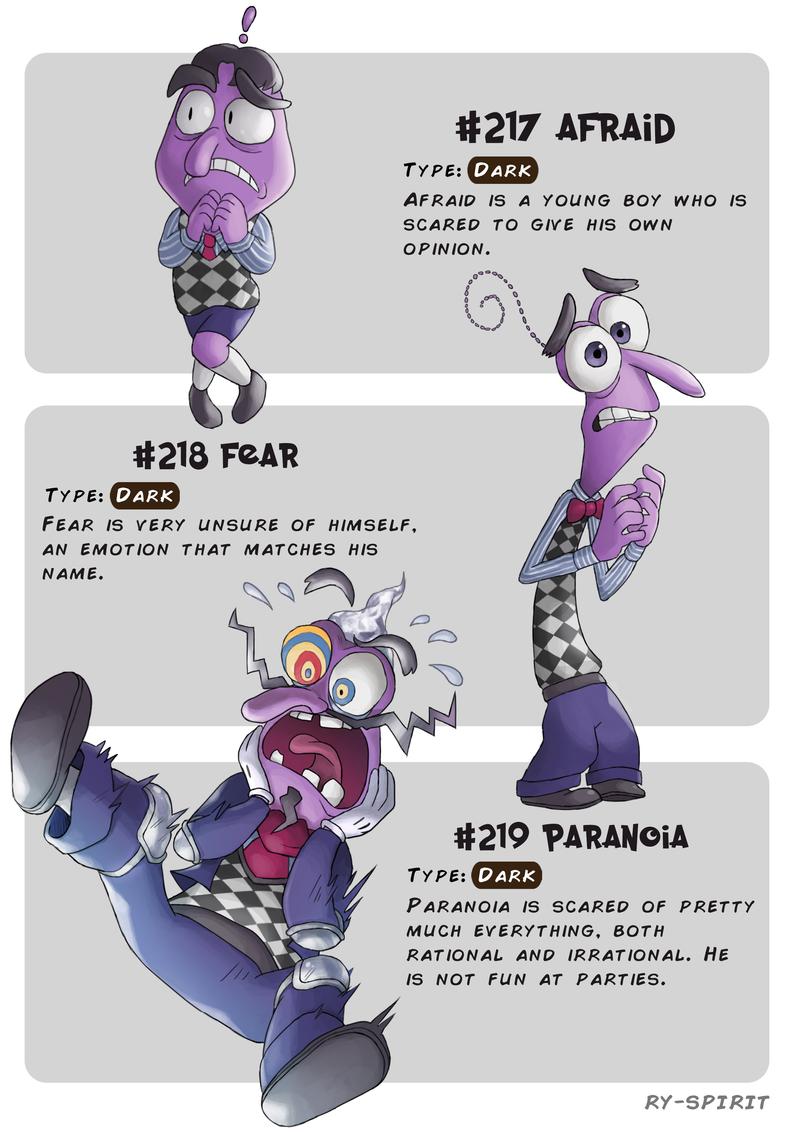 #217 Afraid
Type: Dark
Afraid is a young boy who is
scared to give his own
opinion.
#218 Fear
Type: Dark
Fear is very unsure of himself,
an emotion that matches his
name.
#219 Paranoia
Type: Dark
Paranoia is scared of pretty
much everything, both
rational and irrational. He
is not fun at parties.
RY-SPIRIT